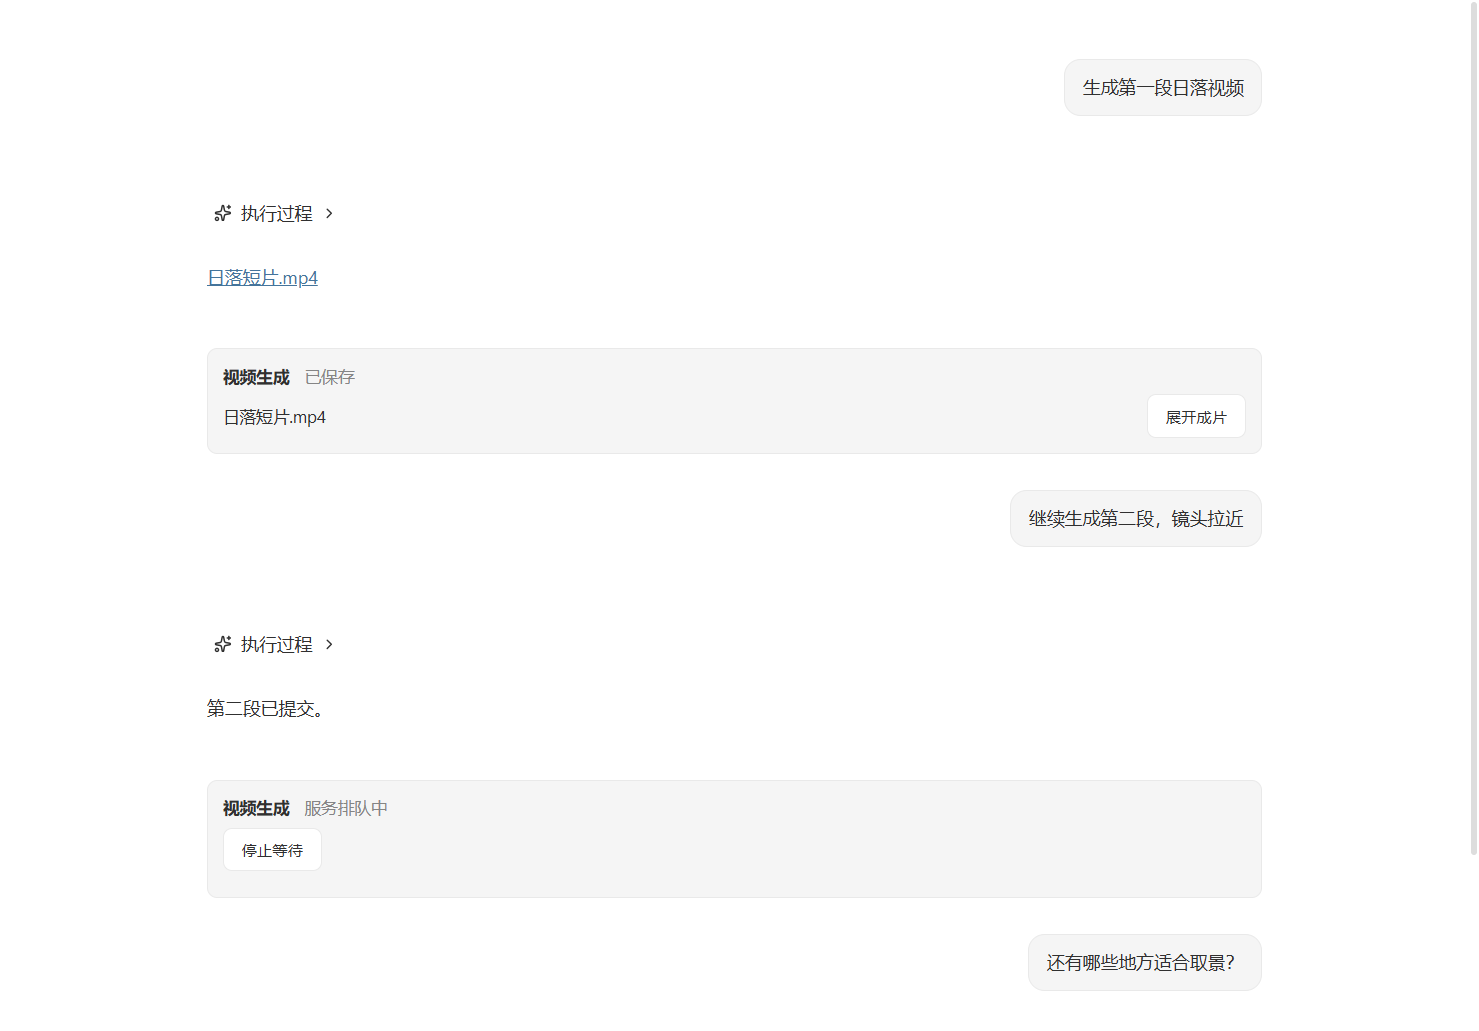 生成第一段日落视频
执行过程
日落短片.mp4
视频生成 已保存
日落短片.mp4
展开成片
继续生成第二段，镜头拉近
执行过程
第二段已提交。
视频生成 服务排队中
停止等待
还有哪些地方适合取景？